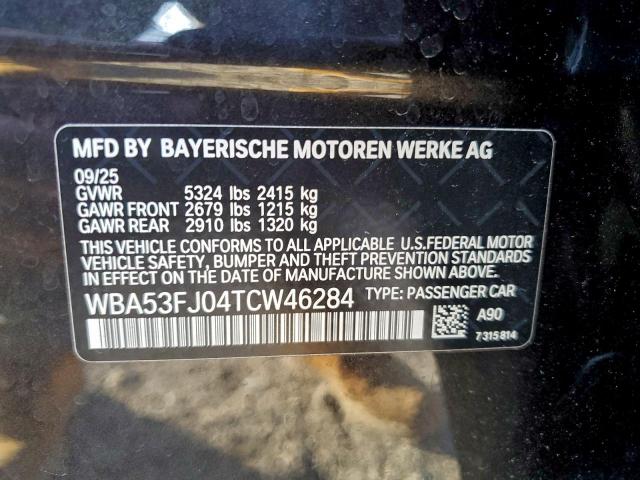 MFD BY BAYERISCHE MOTOREN WERKE AG
09/25
GVWR 5324 lbs 2415 kg
GAWR FRONT 2679 lbs 1215 kg
GAWR REAR 2910 lbs 1320 kg
THIS VEHICLE CONFORMS TO ALL APPLICABLE U.S.FEDERAL MOTOR
VEHICLE SAFETY, BUMPER AND THEFT PREVENTION STANDARDS
IN EFFECT ON THE DATE OF MANUFACTURE SHOWN ABOVE.
WBA53FJ04TCW46284 TYPE: PASSENGER CAR
A90
7315814